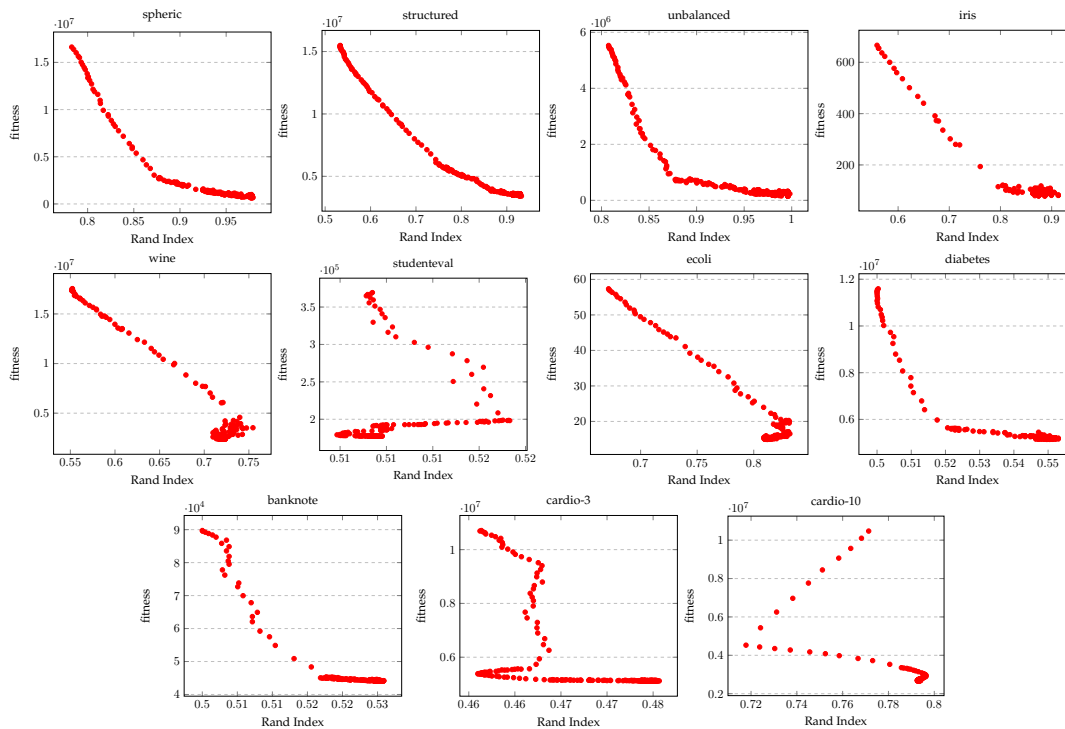 spheric
·10^7
1.5
1
0.5
0
fitness
0.8 0.85 0.9 0.95
Rand Index
structured
·10^7
1.5
1
0.5
fitness
0.5 0.6 0.7 0.8 0.9
Rand Index
unbalanced
·10^6
6
4
2
0
fitness
0.8 0.85 0.9 0.95 1
Rand Index
iris
600
400
200
fitness
0.6 0.7 0.8 0.9
Rand Index
wine
·10^7
1.5
1
0.5
fitness
0.55 0.6 0.65 0.7 0.75
Rand Index
studenteval
·10^5
3.5
3
2.5
2
fitness
0.51 0.51 0.52 0.52
Rand Index
ecoli
60
50
40
30
20
fitness
0.7 0.8
Rand Index
diabetes
·10^7
1.2
1
0.8
0.6
fitness
0.5 0.51 0.52 0.53 0.54 0.55
Rand Index
banknote
·10^4
9
8
7
6
5
4
fitness
0.5 0.51 0.51 0.52 0.53 0.53
Rand Index
cardio-3
·10^7
1
0.8
0.6
fitness
0.46 0.46 0.47 0.47 0.48
Rand Index
cardio-10
·10^7
1
0.8
0.6
0.4
0.2
fitness
0.72 0.74 0.76 0.78 0.8
Rand Index